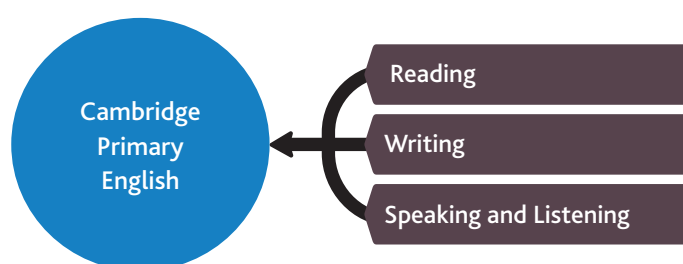 Cambridge
Primary
English
Reading
Writing
Speaking and Listening